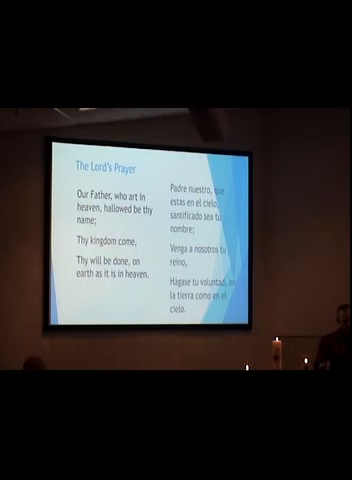 The Lord's Prayer
Our Father, who art in
heaven, hallowed be thy
name;
Thy kingdom come,
Thy will be done, on
earth as it is in heaven.
Padre nuestro, que
estas en el cielo,
santificado sea tu
nombre;
Venga a nosotros tu
reino,
Hágase tu voluntad, en
la tierra como en el
cielo.